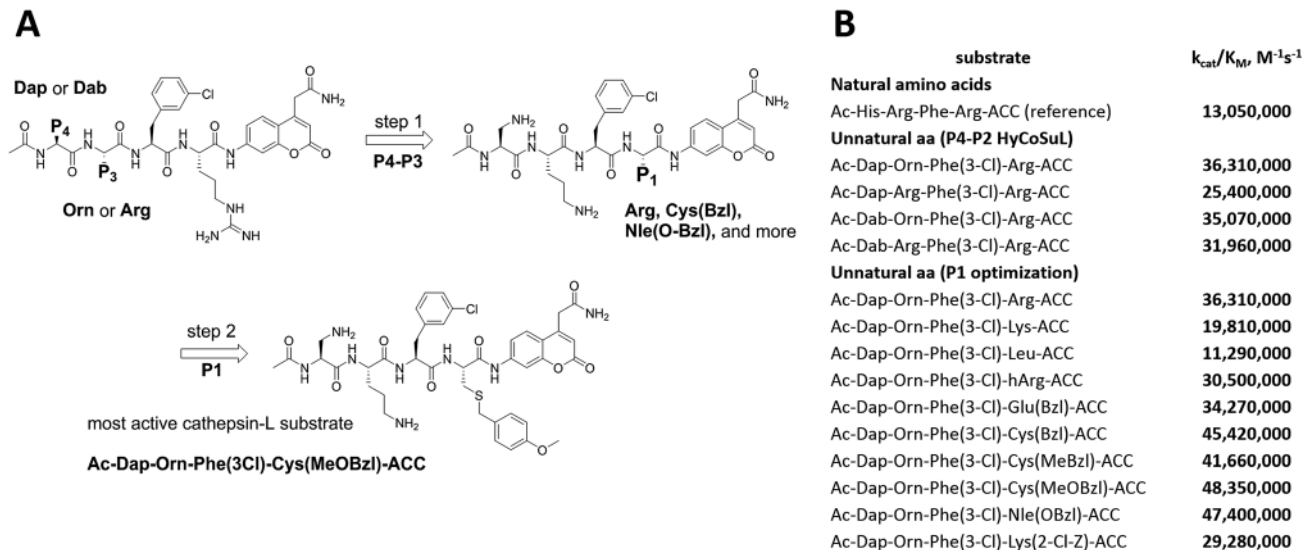 A
Dap or Dab
P4
P3
Cl
O
NH2
N
H
NH
H2N
Orn or Arg
step 1
P4-P3
NH2
Cl
P1
NH2
Arg, Cys(Bzl),
Nle(O-Bzl), and more
step 2
P1
NH2
Cl
S
O
NH2
most active cathepsin-L substrate
Ac-Dap-Orn-Phe(3Cl)-Cys(MeOBzl)-ACC
B
substrate kcat/KM, M-1s-1
Natural amino acids
Ac-His-Arg-Phe-Arg-ACC (reference) 13,050,000
Unnatural aa (P4-P2 HyCoSuL)
Ac-Dap-Orn-Phe(3-Cl)-Arg-ACC 36,310,000
Ac-Dap-Arg-Phe(3-Cl)-Arg-ACC 25,400,000
Ac-Dab-Orn-Phe(3-Cl)-Arg-ACC 35,070,000
Ac-Dab-Arg-Phe(3-Cl)-Arg-ACC 31,960,000
Unnatural aa (P1 optimization)
Ac-Dap-Orn-Phe(3-Cl)-Arg-ACC 36,310,000
Ac-Dap-Orn-Phe(3-Cl)-Lys-ACC 19,810,000
Ac-Dap-Orn-Phe(3-Cl)-Leu-ACC 11,290,000
Ac-Dap-Orn-Phe(3-Cl)-hArg-ACC 30,500,000
Ac-Dap-Orn-Phe(3-Cl)-Glu(Bzl)-ACC 34,270,000
Ac-Dap-Orn-Phe(3-Cl)-Cys(Bzl)-ACC 45,420,000
Ac-Dap-Orn-Phe(3-Cl)-Cys(MeBzl)-ACC 41,660,000
Ac-Dap-Orn-Phe(3-Cl)-Cys(MeOBzl)-ACC 48,350,000
Ac-Dap-Orn-Phe(3-Cl)-Nle(OBzl)-ACC 47,400,000
Ac-Dap-Orn-Phe(3-Cl)-Lys(2-Cl-Z)-ACC 29,280,000